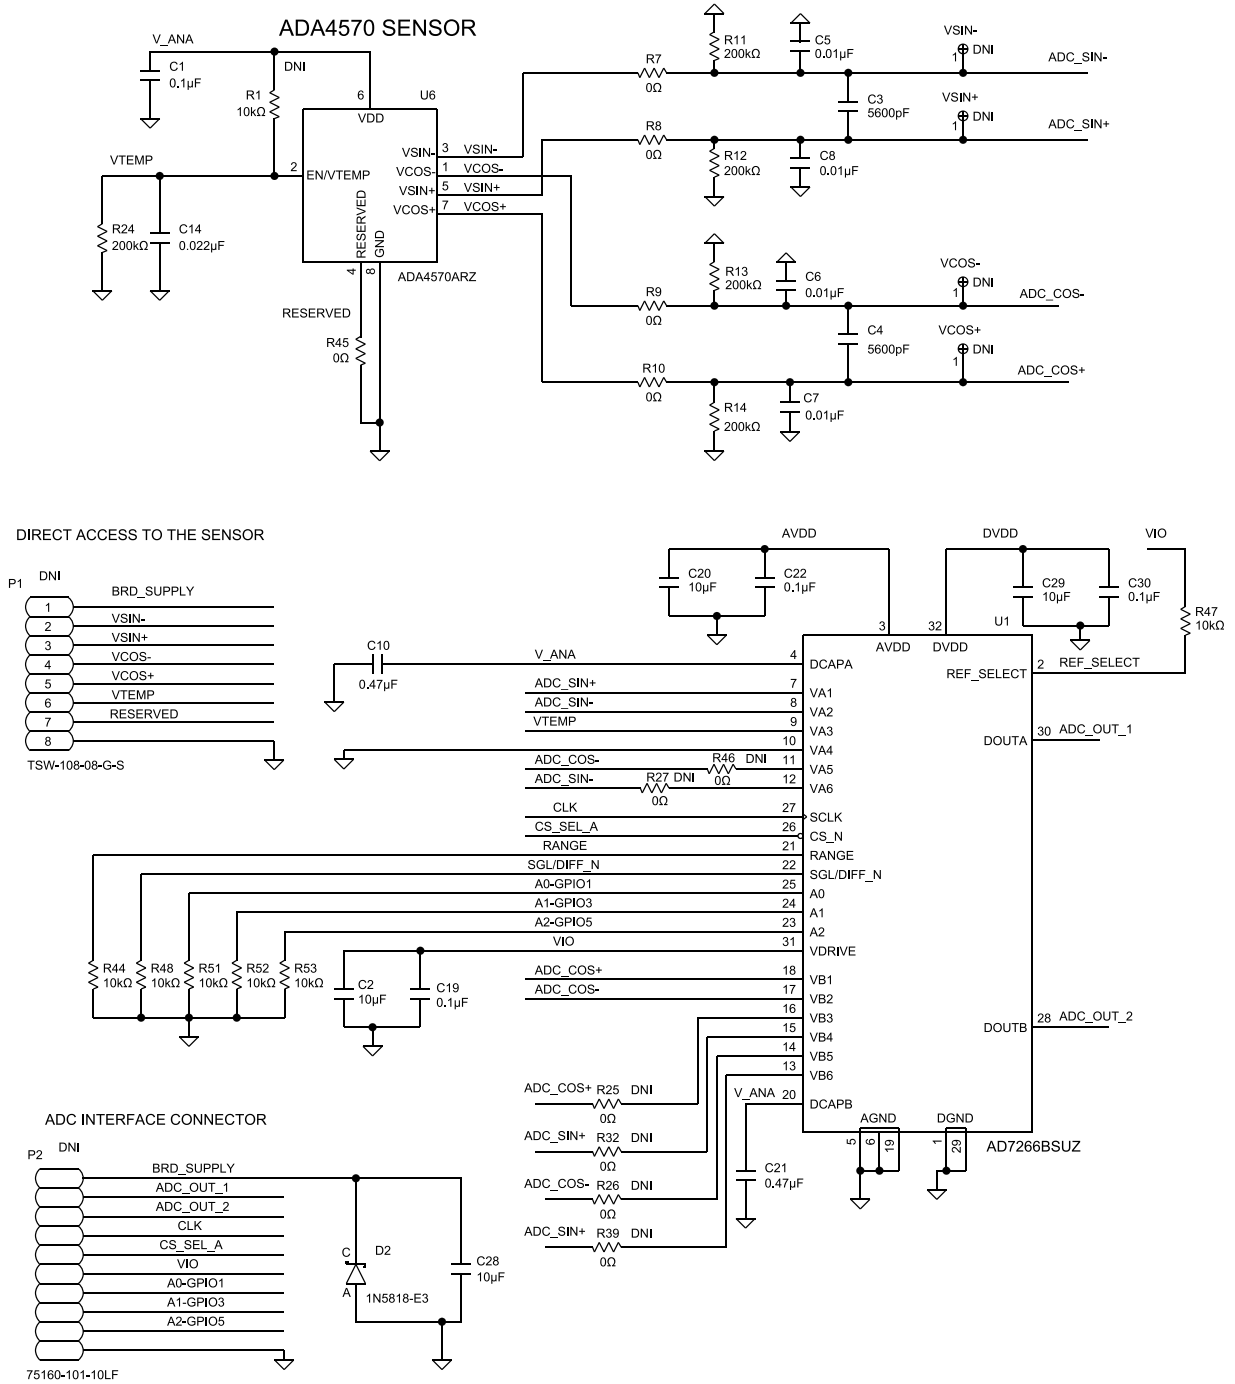 ADA4570 SENSOR
V_ANA
C1
0.1µF
DNI
R1
10kΩ
6
U6
VDD
VTEMP
2
EN/VTEMP
VSIN-
3
VSIN-
VCOS-
1
VCOS-
VSIN+
5
VSIN+
VCOS+
7
VCOS+
RESERVED
GND
4
8
ADA4570ARZ
R24
200kΩ
C14
0.022µF
RESERVED
R45
0Ω
R7
0Ω
R11
200kΩ
C5
0.01µF
VSIN-
1
DNI
ADC_SIN-
C3
5600pF
VSIN+
1
DNI
ADC_SIN+
R8
0Ω
R12
200kΩ
C8
0.01µF
R13
200kΩ
C6
0.01µF
VCOS-
1
DNI
ADC_COS-
R9
0Ω
C4
5600pF
VCOS+
1
DNI
ADC_COS+
R10
0Ω
R14
200kΩ
C7
0.01µF
DIRECT ACCESS TO THE SENSOR
P1
DNI
BRD_SUPPLY
1
VSIN-
2
VSIN+
3
VCOS-
4
VCOS+
5
VTEMP
6
RESERVED
7
8
TSW-108-08-G-S
AVDD
C20
10µF
C22
0.1µF
DVDD
C29
10µF
C30
0.1µF
VIO
R47
10kΩ
3
32
U1
AVDD
DVDD
C10
0.47µF
V_ANA
4
DCAPA
REF_SELECT
2
REF_SELECT
ADC_SIN+
7
VA1
ADC_SIN-
8
VA2
VTEMP
9
VA3
10
VA4
DOUTA
30
ADC_OUT_1
ADC_COS-
R46
DNI
0Ω
11
VA5
ADC_SIN-
R27
DNI
0Ω
12
VA6
CLK
27
SCLK
CS_SEL_A
26
CS_N
RANGE
21
RANGE
SGL/DIFF_N
22
SGL/DIFF_N
A0-GPIO1
25
A0
A1-GPIO3
24
A1
A2-GPIO5
23
A2
VIO
31
VDRIVE
R44
10kΩ
R48
10kΩ
R51
10kΩ
R52
10kΩ
R53
10kΩ
C2
10µF
C19
0.1µF
ADC_COS+
18
VB1
ADC_COS-
17
VB2
16
VB3
15
VB4
DOUTB
28
ADC_OUT_2
14
VB5
13
VB6
V_ANA
20
DCAPB
ADC_COS+
R25
DNI
0Ω
ADC_SIN+
R32
DNI
0Ω
ADC_COS-
R26
DNI
0Ω
ADC_SIN+
R39
DNI
0Ω
C21
0.47µF
AGND
DGND
5
6
19
1
29
AD7266BSUZ
ADC INTERFACE CONNECTOR
P2
DNI
BRD_SUPPLY
ADC_OUT_1
ADC_OUT_2
CLK
CS_SEL_A
VIO
A0-GPIO1
A1-GPIO3
A2-GPIO5
75160-101-10LF
C
D2
A
1N5818-E3
C28
10µF